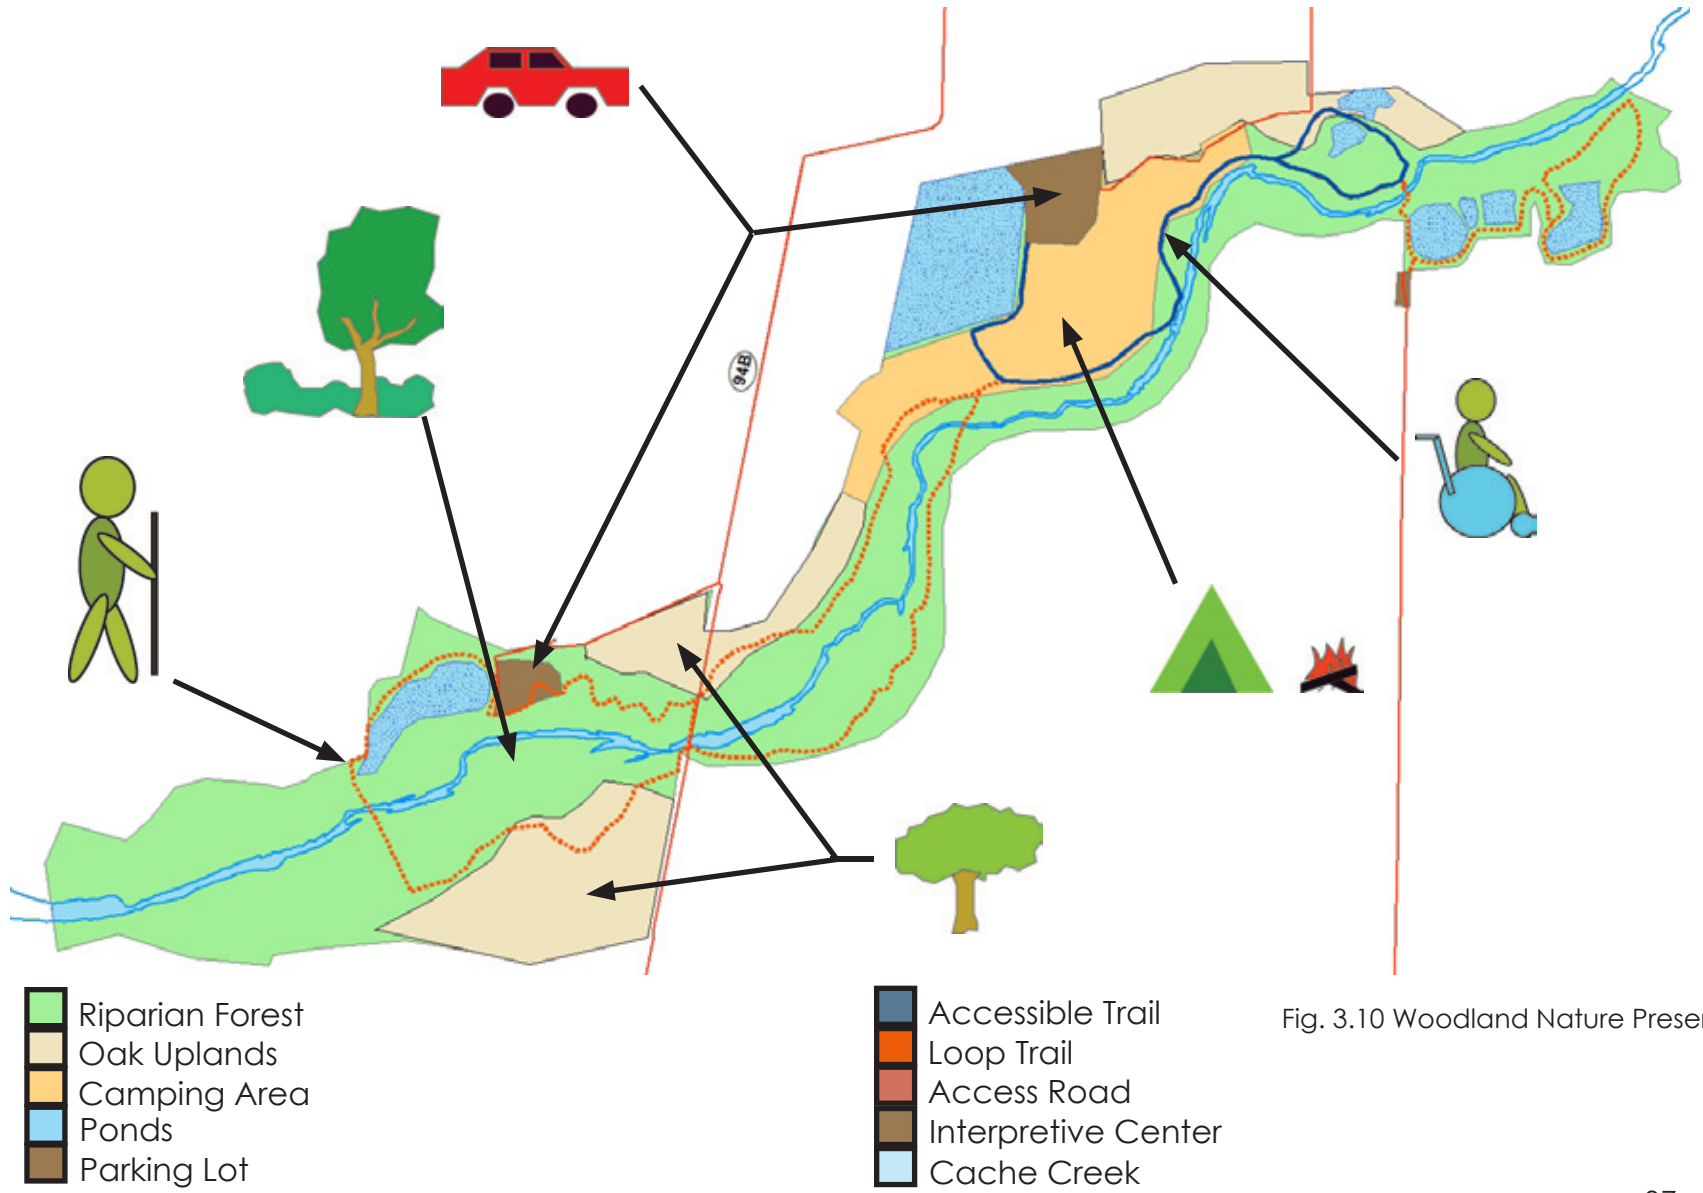 94B
Riparian Forest
Oak Uplands
Camping Area
Ponds
Parking Lot
Accessible Trail
Loop Trail
Access Road
Interpretive Center
Cache Creek
Fig. 3.10 Woodland Nature Preser